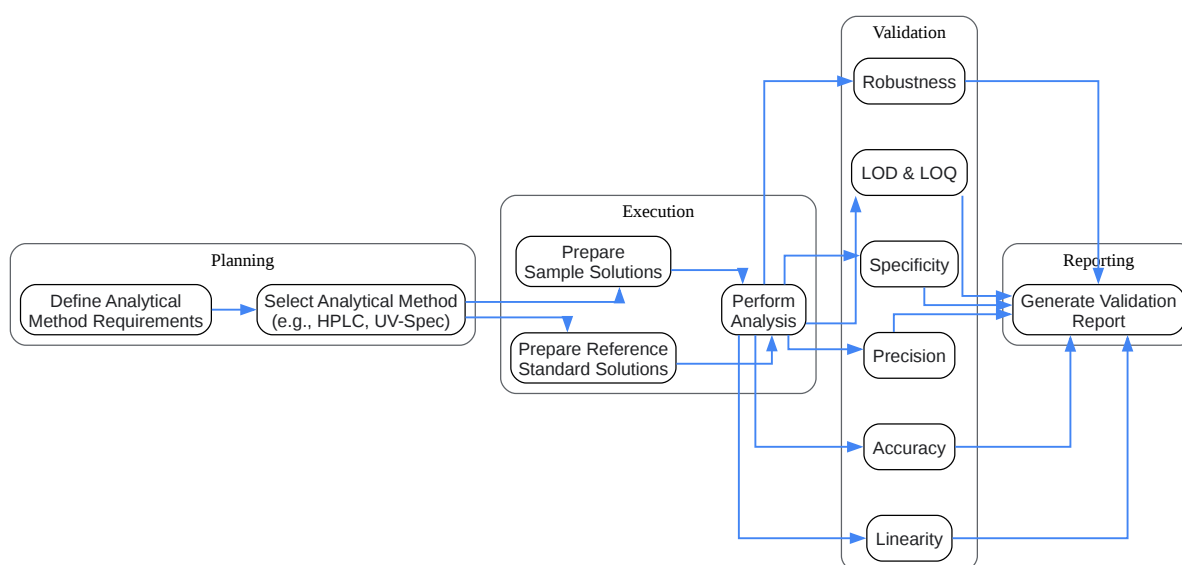 Planning
Define Analytical
Method Requirements
Select Analytical Method
(e.g., HPLC, UV-Spec)
Execution
Prepare
Sample Solutions
Prepare Reference
Standard Solutions
Perform
Analysis
Validation
Robustness
LOD & LOQ
Specificity
Precision
Accuracy
Linearity
Reporting
Generate Validation
Report